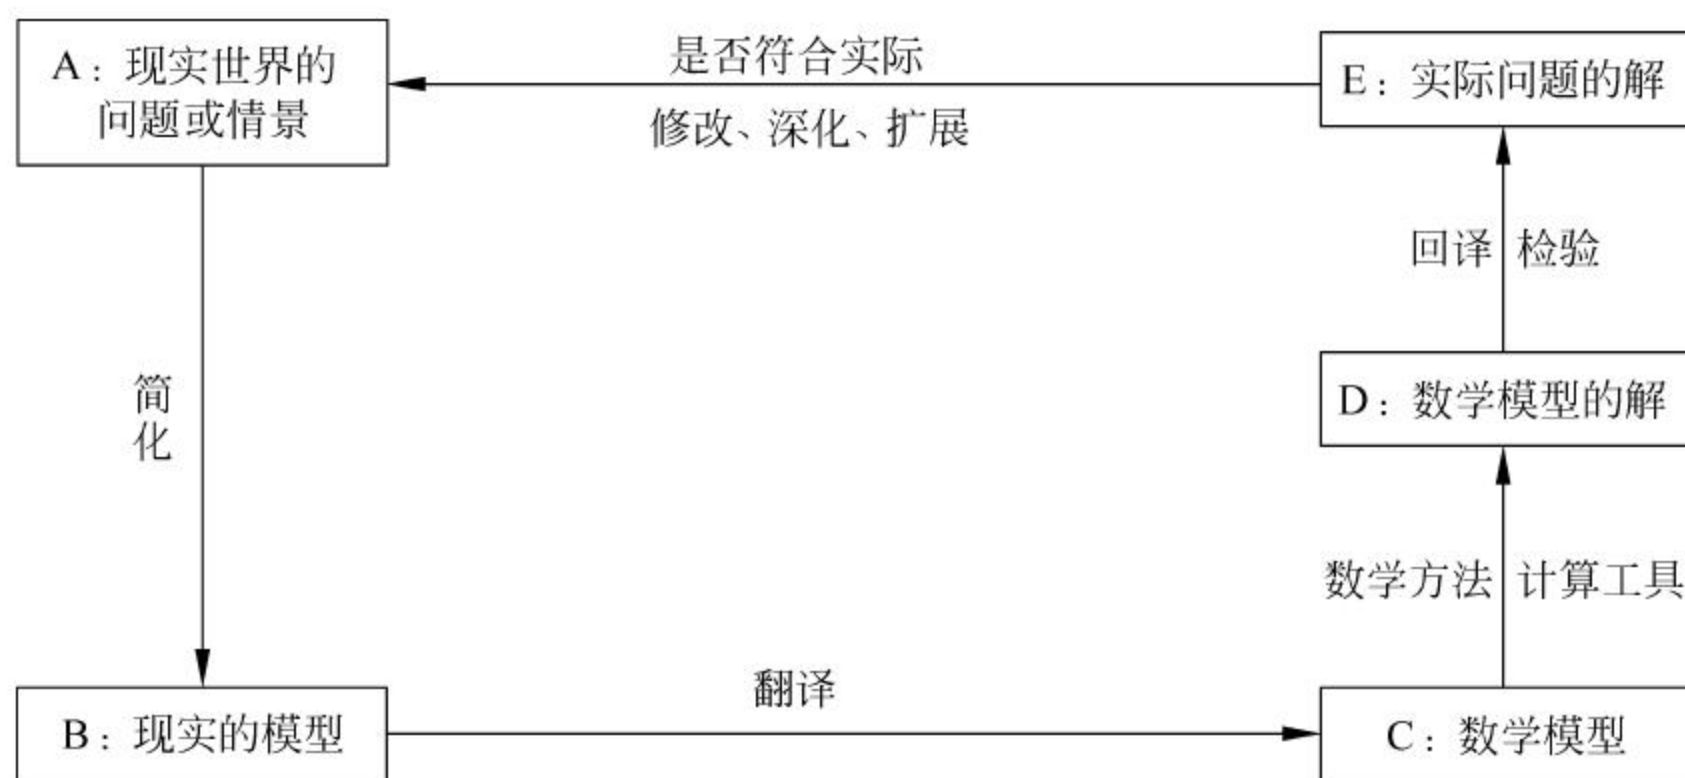 A：现实世界的
问题或情景
是否符合实际
修改、深化、扩展
E：实际问题的解
简
化
回译 检验
D：数学模型的解
数学方法 计算工具
B：现实的模型
翻译
C：数学模型